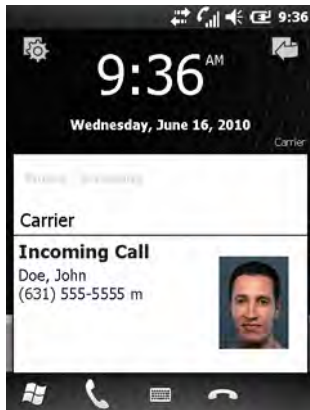 9:36
9:36 AM
Wednesday, June 16, 2010
Carrier
Carrier
Incoming Call
Doe, John
(631) 555-5555 m